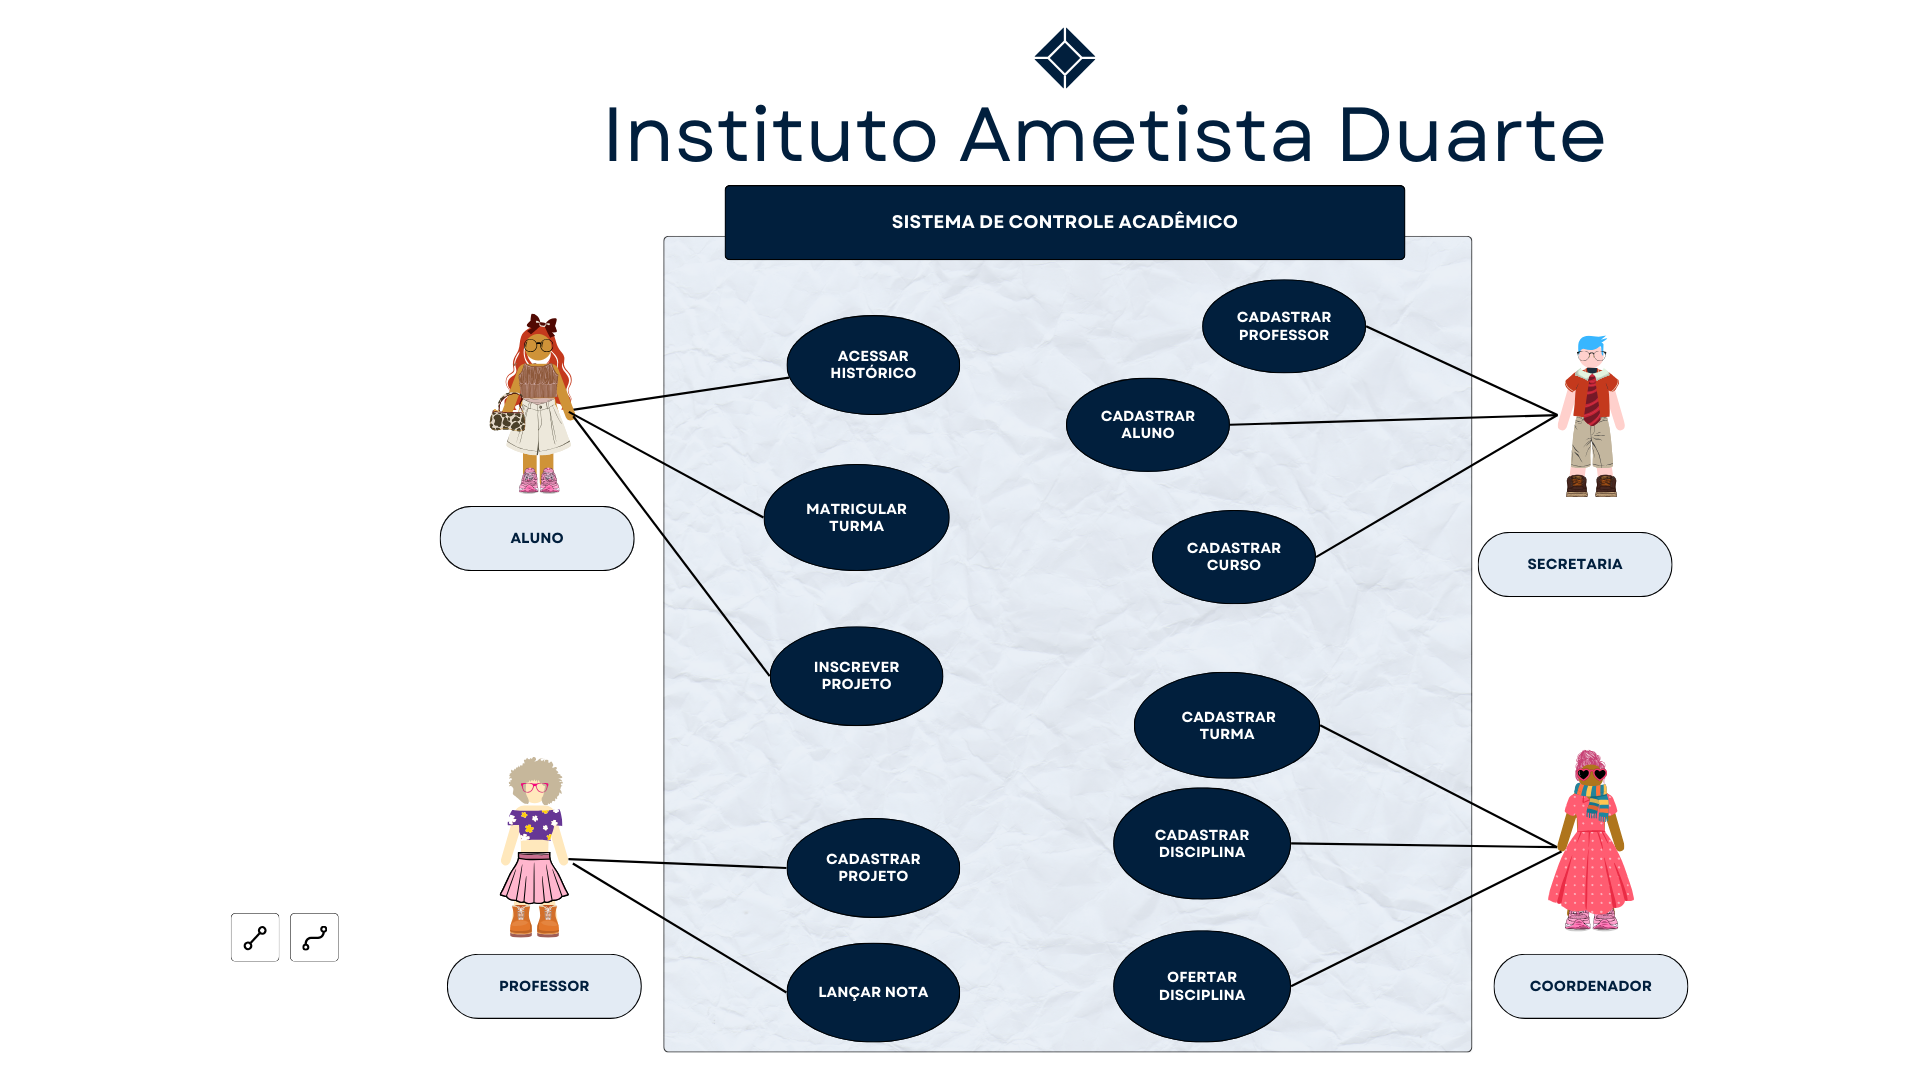 Instituto Ametista Duarte
SISTEMA DE CONTROLE ACADÊMICO
ACESSAR
HISTÓRICO
MATRICULAR
TURMA
INSCREVER
PROJETO
CADASTRAR
PROJETO
LANÇAR NOTA
CADASTRAR
PROFESSOR
CADASTRAR
ALUNO
CADASTRAR
CURSO
CADASTRAR
TURMA
CADASTRAR
DISCIPLINA
OFERTAR
DISCIPLINA
ALUNO
PROFESSOR
SECRETARIA
COORDENADOR